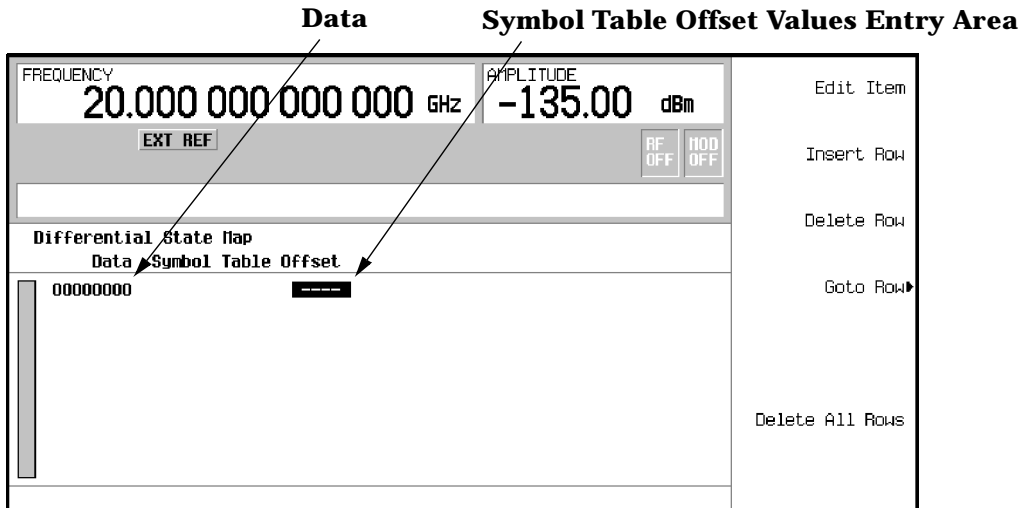 Data
Symbol Table Offset Values Entry Area
FREQUENCY
20.000 000 000 000 GHz
AMPLITUDE
-135.00 dBm
EXT REF
RF OFF
MOD OFF
Differential State Map
Data Symbol Table Offset
00000000 ----
Edit Item
Insert Row
Delete Row
Goto Row
Delete All Rows